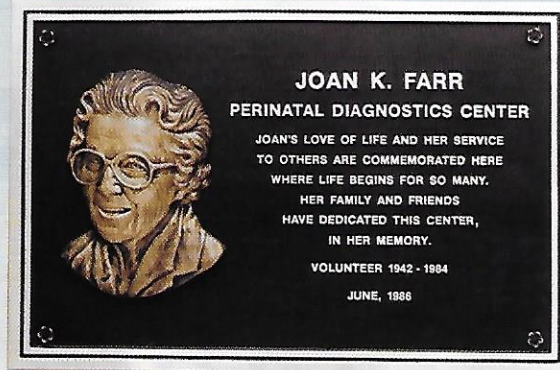 JOAN K. FARR
PERINATAL DIAGNOSTICS CENTER
JOAN'S LOVE OF LIFE AND HER SERVICE
TO OTHERS ARE COMMEMORATED HERE
WHERE LIFE BEGINS FOR SO MANY.
HER FAMILY AND FRIENDS
HAVE DEDICATED THIS CENTER,
IN HER MEMORY.
VOLUNTEER 1942 - 1984
JUNE, 1986